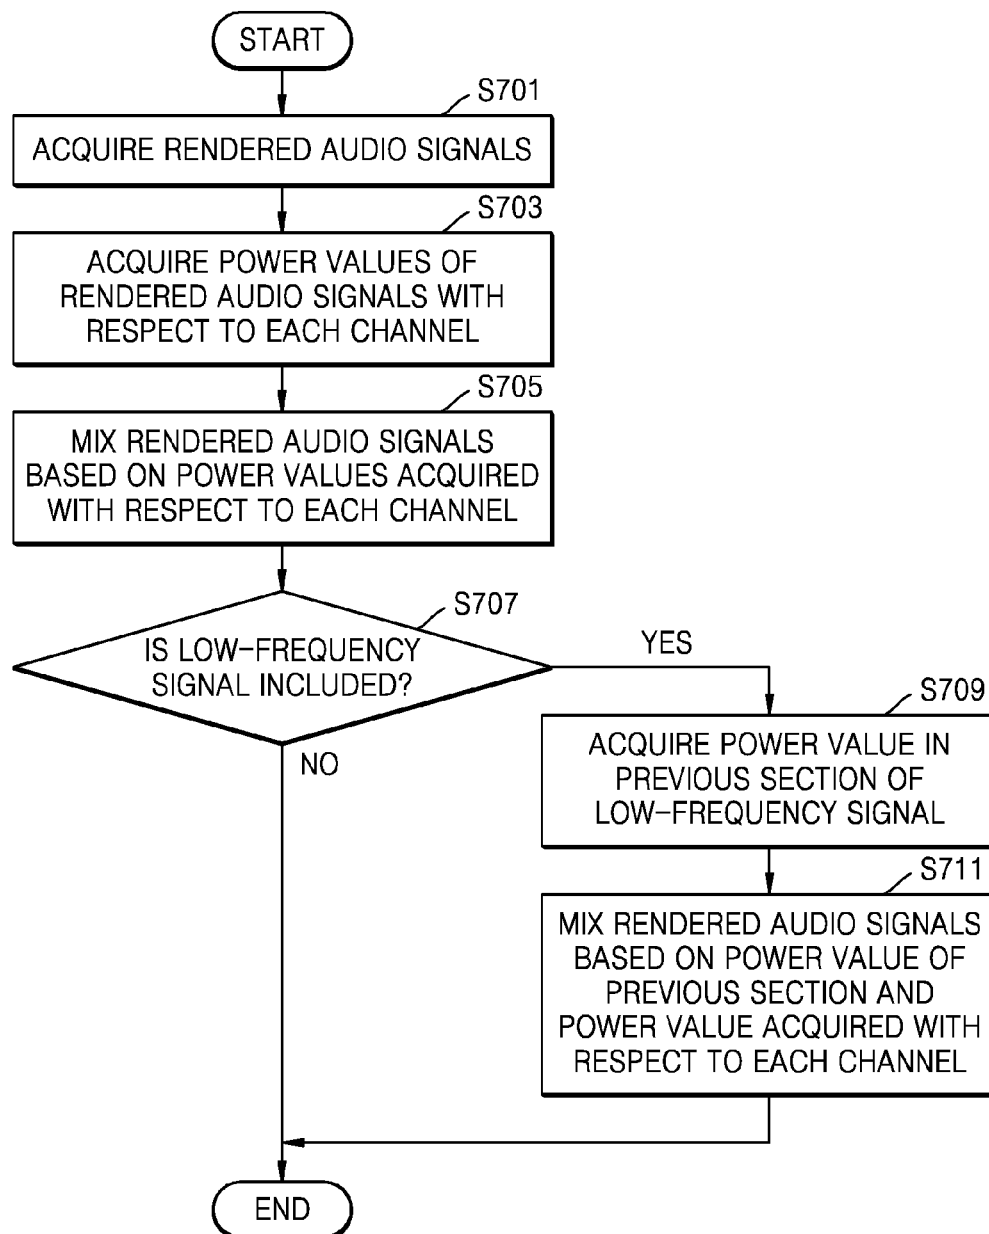 START
S701
ACQUIRE RENDERED AUDIO SIGNALS
S703
ACQUIRE POWER VALUES OF
RENDERED AUDIO SIGNALS WITH
RESPECT TO EACH CHANNEL
S705
MIX RENDERED AUDIO SIGNALS
BASED ON POWER VALUES ACQUIRED
WITH RESPECT TO EACH CHANNEL
S707
IS LOW-FREQUENCY
SIGNAL INCLUDED?
YES
NO
S709
ACQUIRE POWER VALUE IN
PREVIOUS SECTION OF
LOW-FREQUENCY SIGNAL
S711
MIX RENDERED AUDIO SIGNALS
BASED ON POWER VALUE OF
PREVIOUS SECTION AND
POWER VALUE ACQUIRED WITH
RESPECT TO EACH CHANNEL
END